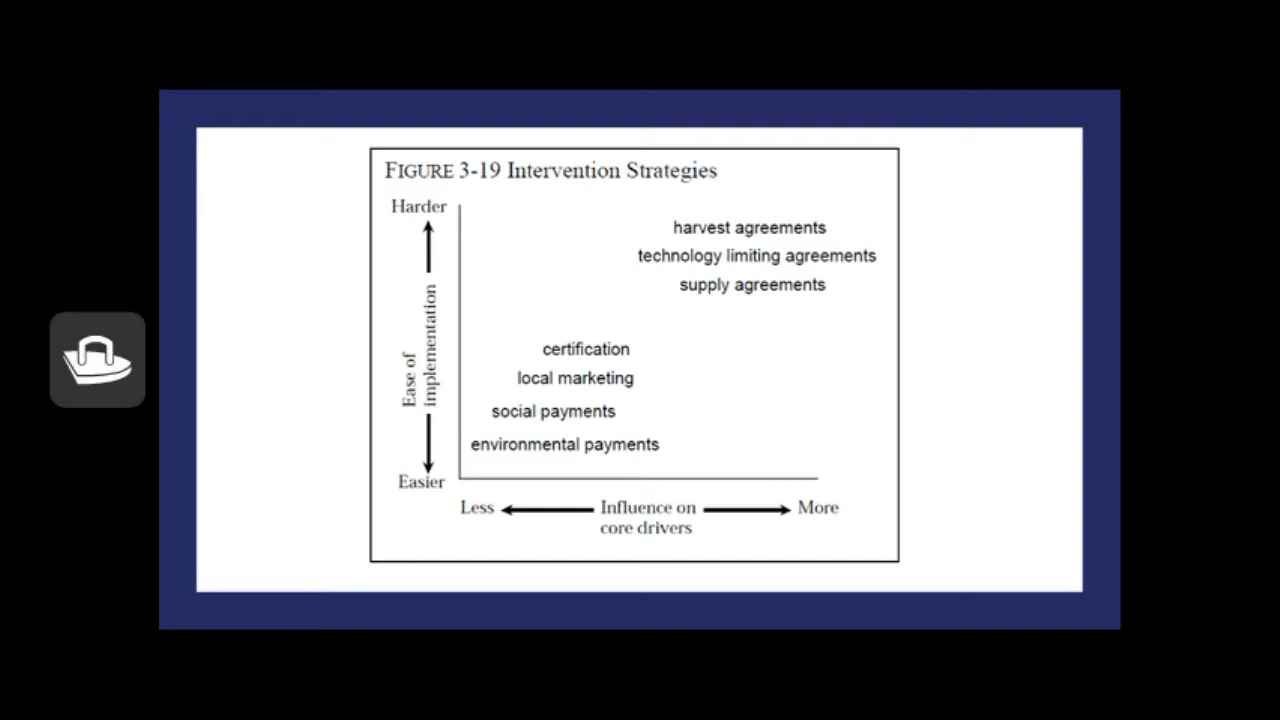 FIGURE 3-19 Intervention Strategies
Harder
harvest agreements
technology limiting agreements
supply agreements
Ease of
implementation
certification
local marketing
social payments
environmental payments
Easier
Less
Influence on
core drivers
More